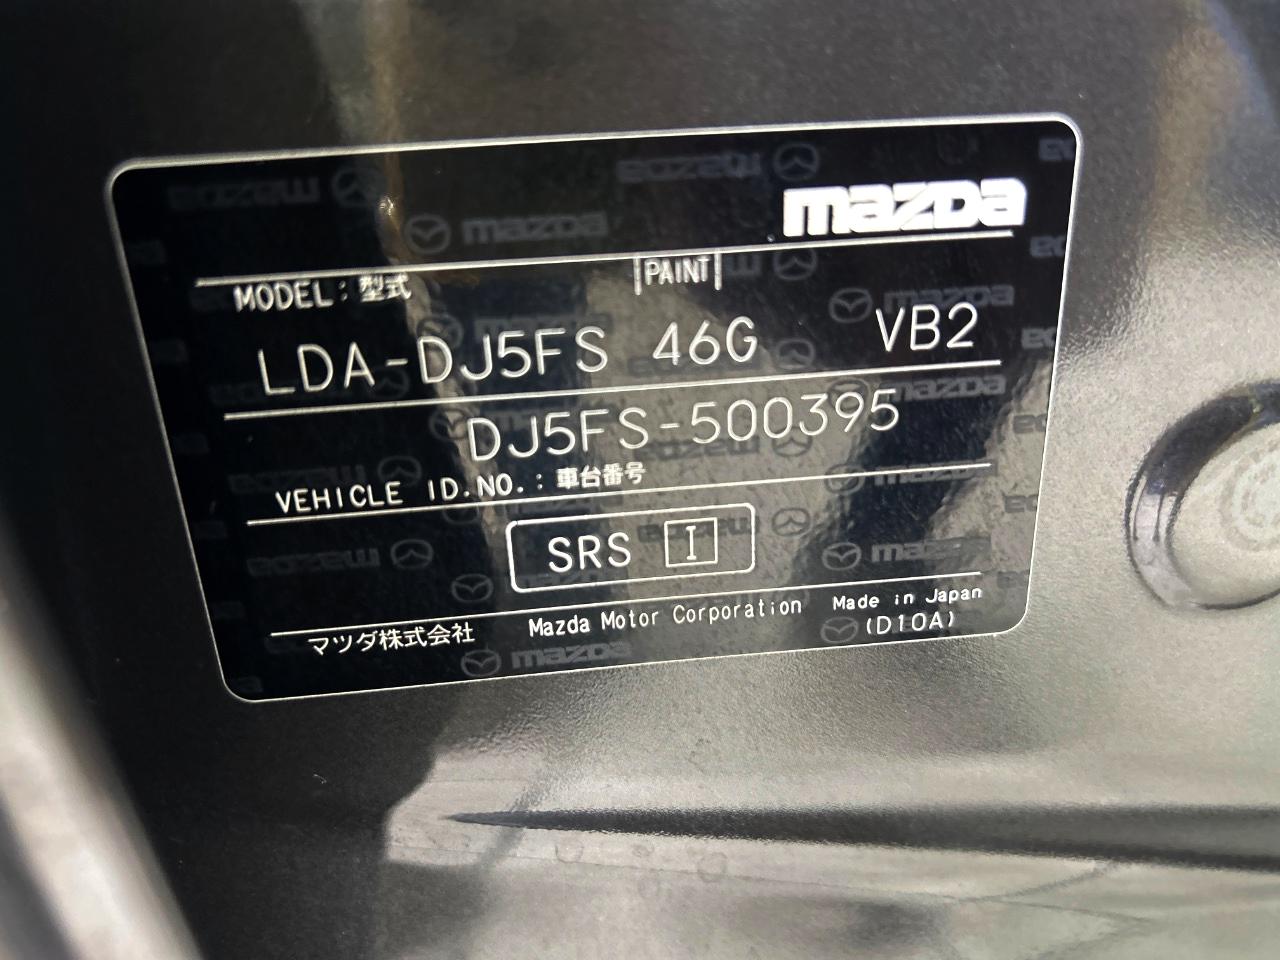 mazda
MODEL: 型式 PAINT
LDA-DJ5FS 46G VB2
DJ5FS-500395
VEHICLE ID.NO.: 車台番号
SRS I
マツダ株式会社 Mazda Motor Corporation Made in Japan
(D10A)